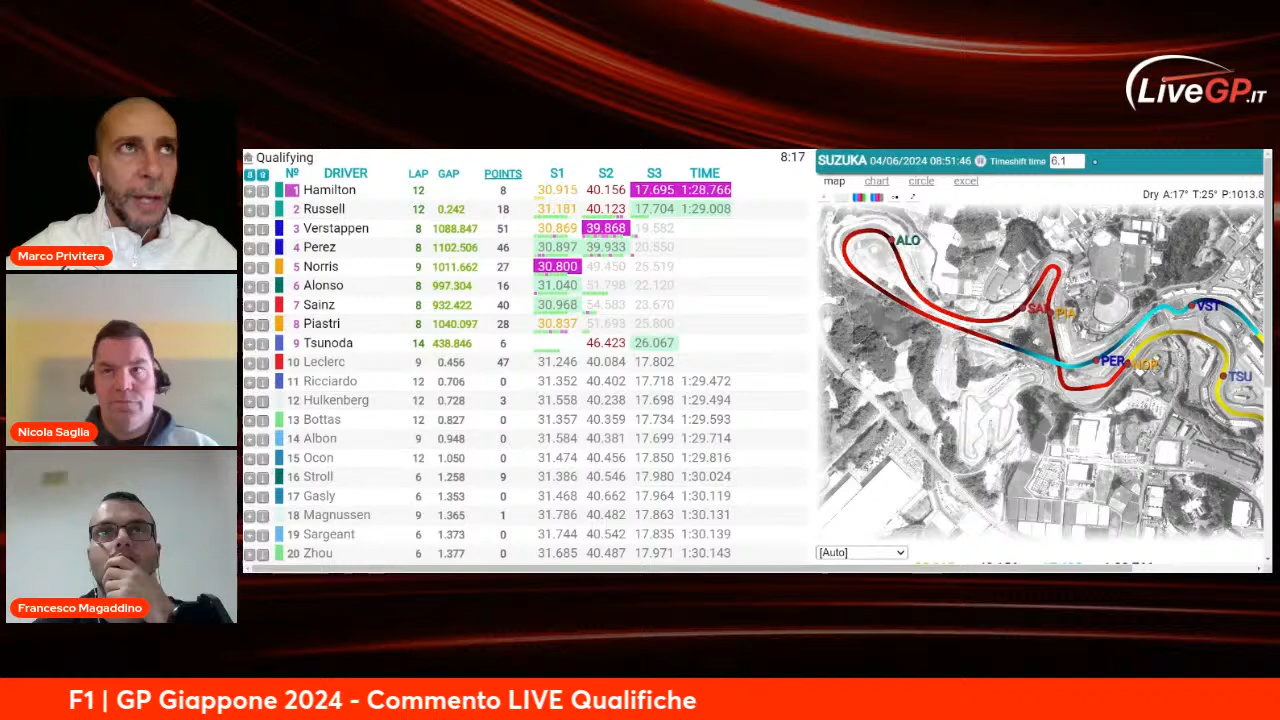 LiveGP.IT
Marco Privitera
Nicola Saglia
Francesco Magaddino
Qualifying 8:17
Nº DRIVER LAP GAP POINTS S1 S2 S3 TIME
1 Hamilton 12 8 30.915 40.156 17.695 1:28.766
2 Russell 12 0.242 18 31.181 40.123 17.704 1:29.008
3 Verstappen 8 1088.847 51 30.869 39.868 19.582
4 Perez 8 1102.506 46 30.897 39.933 20.550
5 Norris 9 1011.662 27 30.800 49.450 25.519
6 Alonso 8 997.304 16 31.040 51.798 22.120
7 Sainz 8 932.422 40 30.968 54.583 23.670
8 Piastri 8 1040.097 28 30.837 51.693 25.800
9 Tsunoda 14 438.846 6 46.423 26.067
10 Leclerc 9 0.456 47 31.246 40.084 17.802
11 Ricciardo 12 0.706 0 31.352 40.402 17.718 1:29.472
12 Hulkenberg 12 0.728 3 31.558 40.238 17.698 1:29.494
13 Bottas 12 0.827 0 31.357 40.359 17.734 1:29.593
14 Albon 9 0.948 0 31.584 40.381 17.699 1:29.714
15 Ocon 12 1.050 0 31.474 40.456 17.850 1:29.816
16 Stroll 6 1.258 9 31.386 40.546 17.980 1:30.024
17 Gasly 6 1.353 0 31.468 40.662 17.964 1:30.119
18 Magnussen 9 1.365 1 31.786 40.482 17.863 1:30.131
19 Sargeant 6 1.373 0 31.744 40.542 17.835 1:30.139
20 Zhou 6 1.377 0 31.685 40.487 17.971 1:30.143
SUZUKA 04/06/2024 08:51:46 Timeshift time 6.1
map chart circle excel
Dry A:17° T:25° P:1013.8
ALO
SAI
PIA
VST
PER
NOR
TSU
[Auto]
F1 | GP Giappone 2024 - Commento LIVE Qualifiche